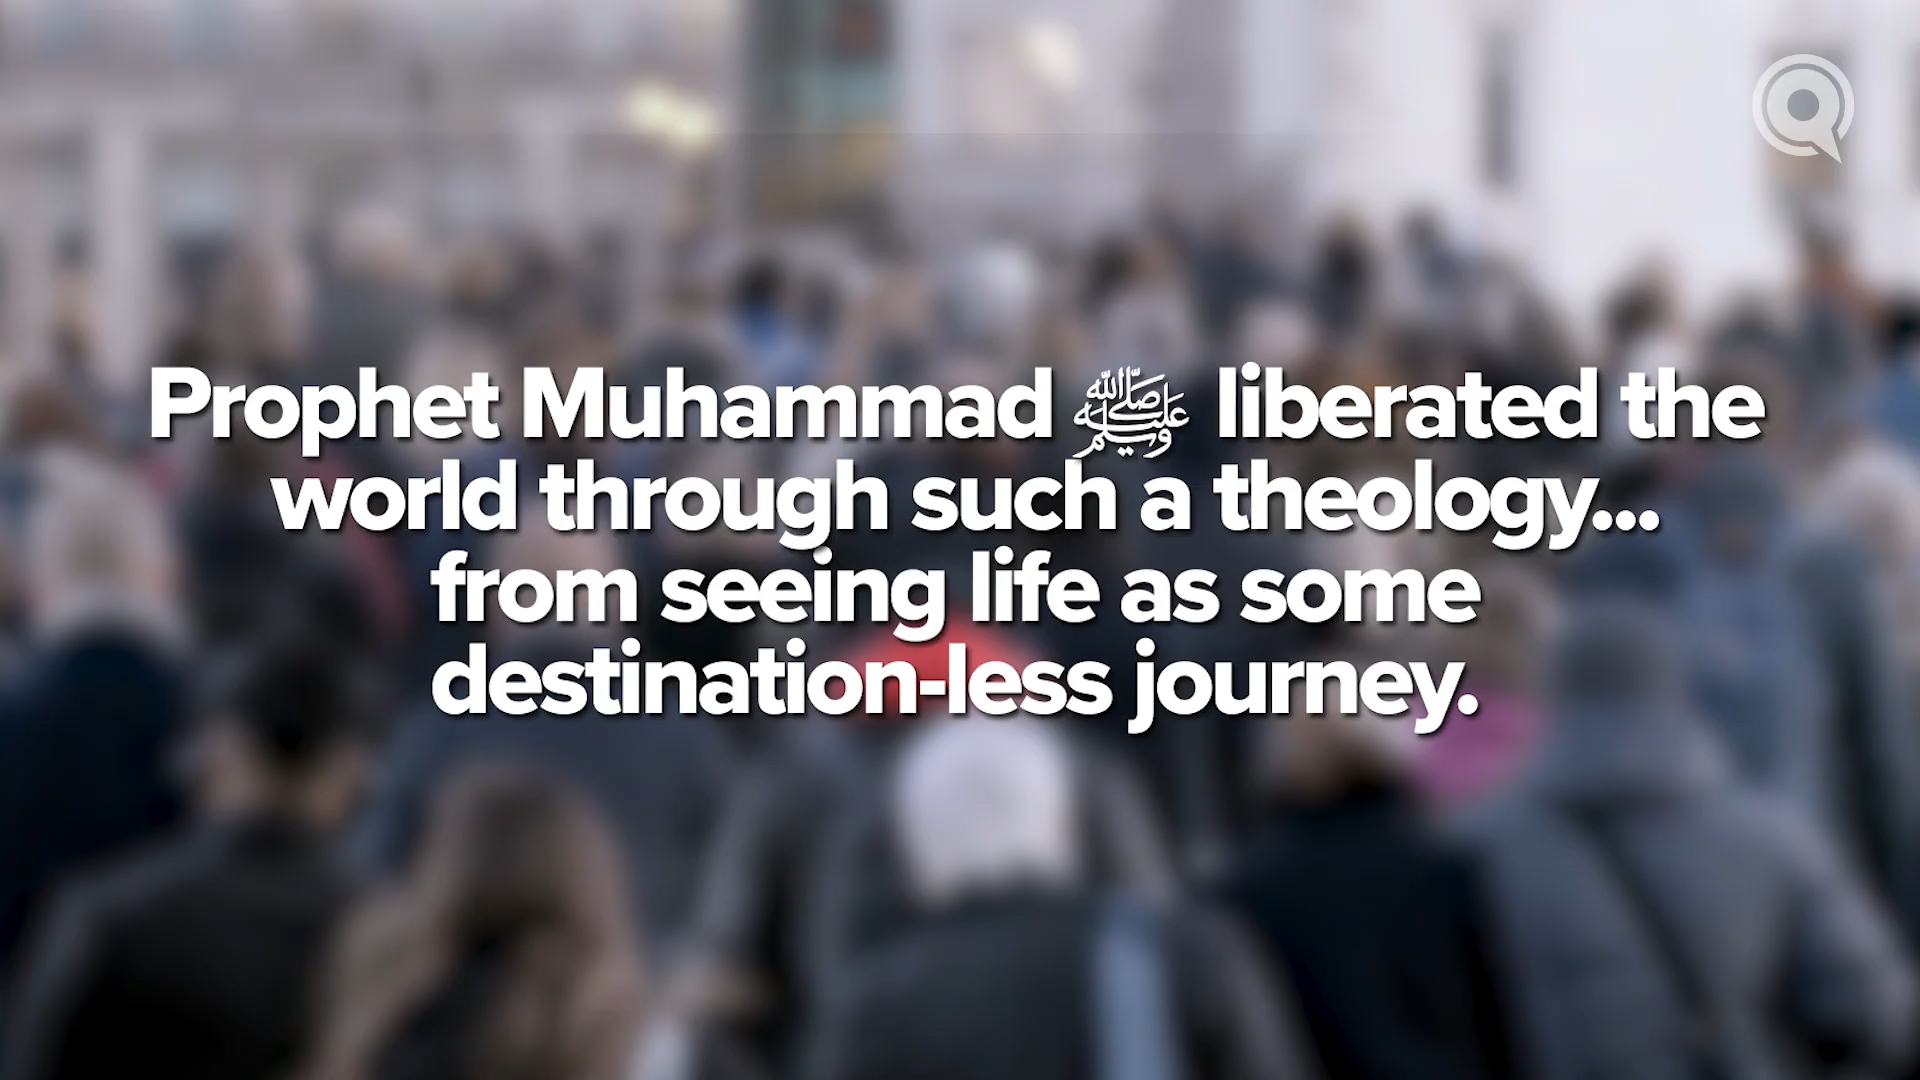 Prophet Muhammad ﷺ liberated the
world through such a theology...
from seeing life as some
destination-less journey.